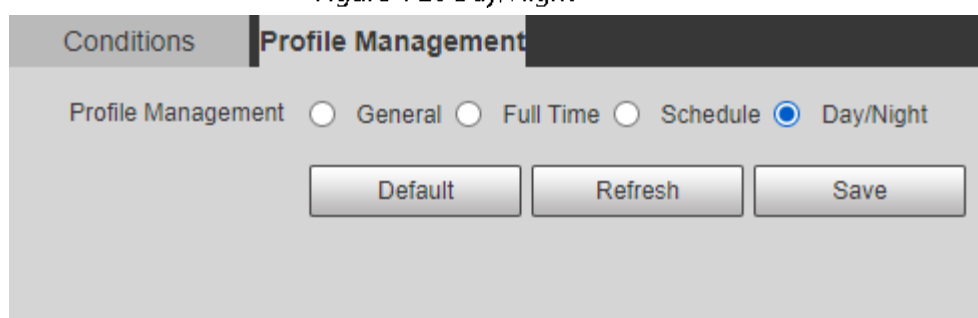 Conditions Profile Management
Profile Management General Full Time Schedule Day/Night
Default Refresh Save